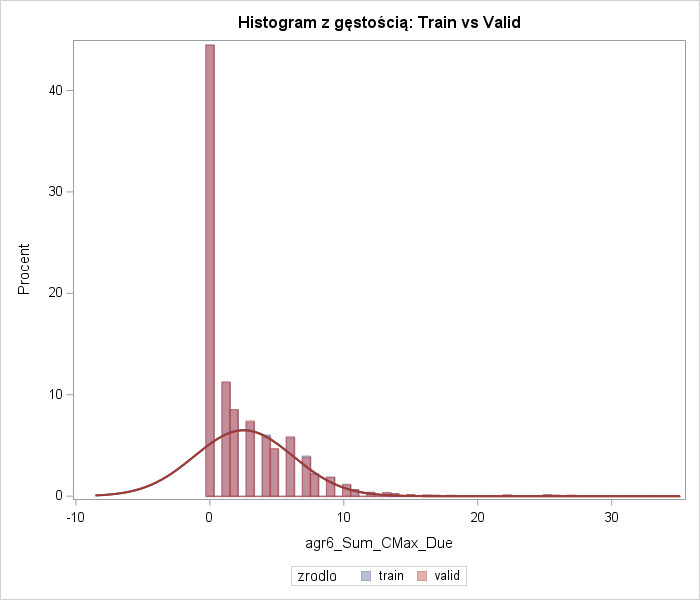 Histogram z gęstością: Train vs Valid
40
30
20
10
0
Procent
-10 0 10 20 30
agr6_Sum_CMax_Due
zrodlo train valid